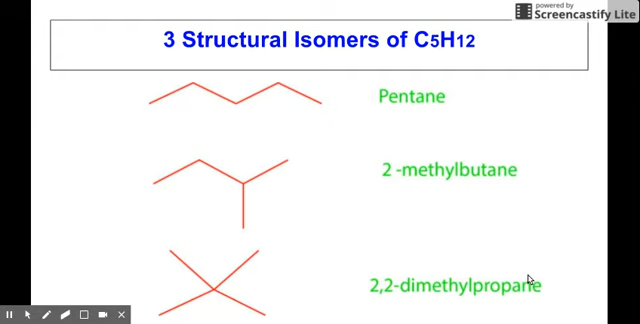 powered by
Screencastify Lite
3 Structural Isomers of C5H12
Pentane
2 -methylbutane
2,2-dimethylpropane